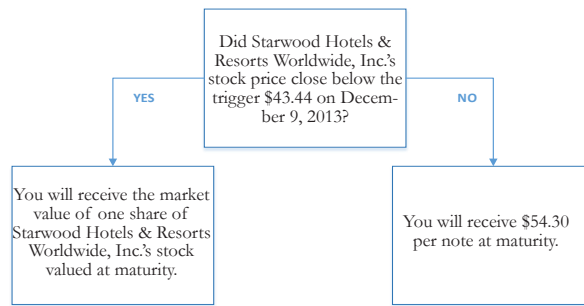 Did Starwood Hotels &
Resorts Worldwide, Inc.'s
stock price close below the
trigger $43.44 on Decem-
ber 9, 2013?
YES
NO
You will receive the market
value of one share of
Starwood Hotels & Resorts
Worldwide, Inc.'s stock
valued at maturity.
You will receive $54.30
per note at maturity.